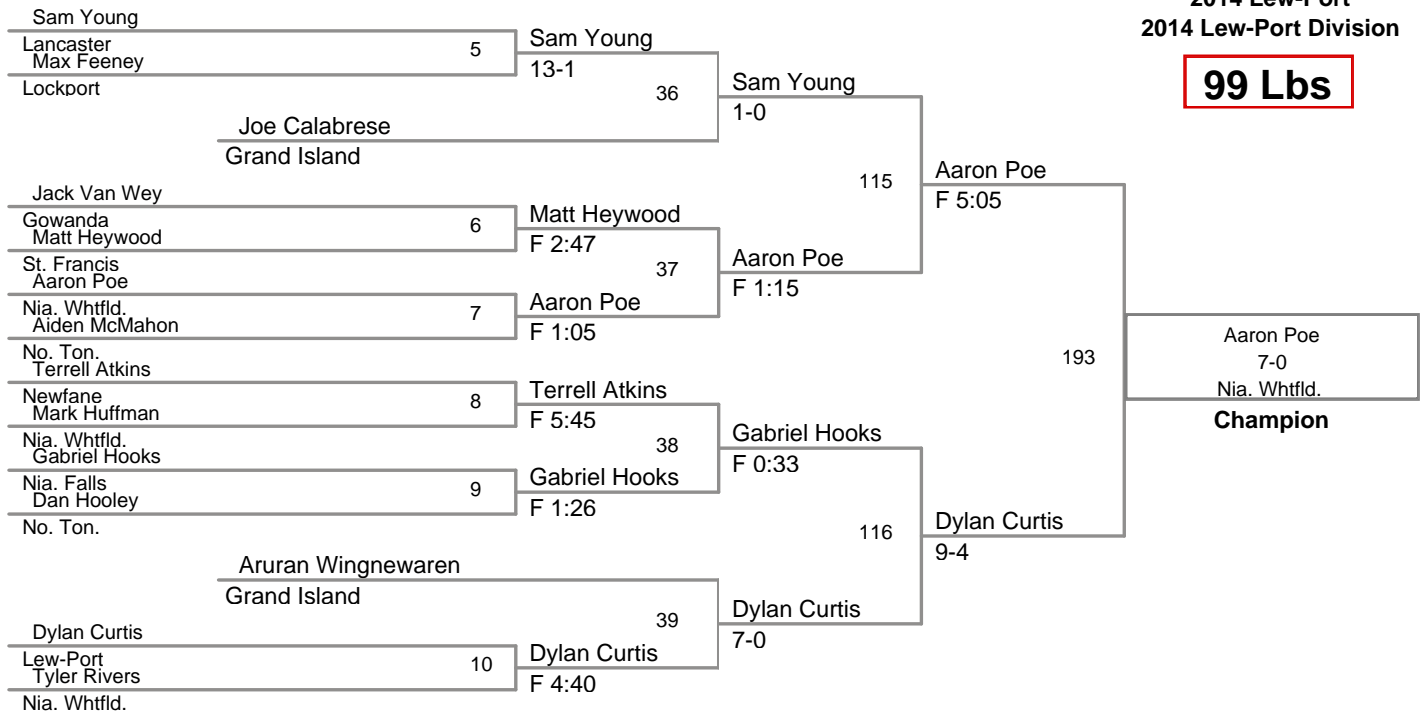 2014 Lew-Port
2014 Lew-Port Division
99 Lbs
Sam Young
Lancaster
Max Feeney
Lockport
5
Sam Young
13-1
Joe Calabrese
Grand Island
36
Sam Young
1-0
Jack Van Wey
Gowanda
Matt Heywood
St. Francis
6
Matt Heywood
F 2:47
Aaron Poe
Nia. Whtfld.
Aiden McMahon
No. Ton.
7
Aaron Poe
F 1:05
37
Aaron Poe
F 1:15
115
Aaron Poe
F 5:05
Terrell Atkins
Newfane
Mark Huffman
Nia. Whtfld.
8
Terrell Atkins
F 5:45
Gabriel Hooks
Nia. Falls
Dan Hooley
No. Ton.
9
Gabriel Hooks
F 1:26
38
Gabriel Hooks
F 0:33
Aruran Wingnewaren
Grand Island
Dylan Curtis
Lew-Port
Tyler Rivers
Nia. Whtfld.
10
Dylan Curtis
F 4:40
39
Dylan Curtis
7-0
116
Dylan Curtis
9-4
193
Aaron Poe
7-0
Nia. Whtfld.
Champion